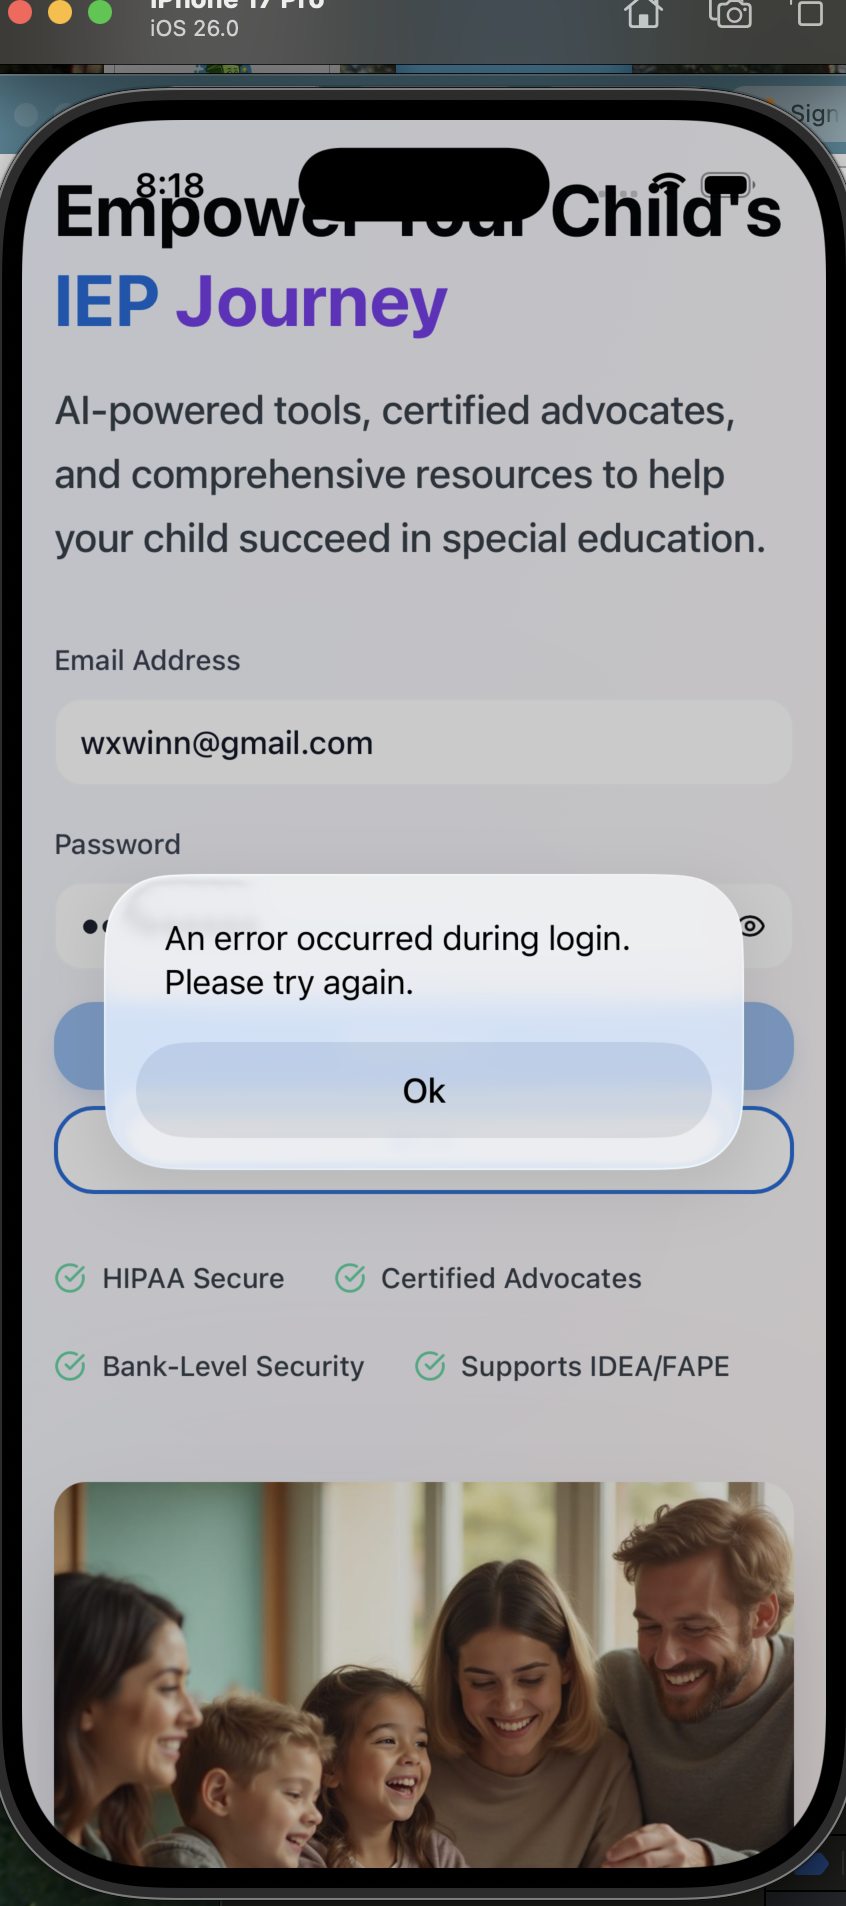 iPhone 17 Pro
iOS 26.0
Sign
8:18
Empower Your Child's
IEP Journey
AI-powered tools, certified advocates,
and comprehensive resources to help
your child succeed in special education.
Email Address
wxwinn@gmail.com
Password
An error occurred during login.
Please try again.
Ok
HIPAA Secure
Certified Advocates
Bank-Level Security
Supports IDEA/FAPE